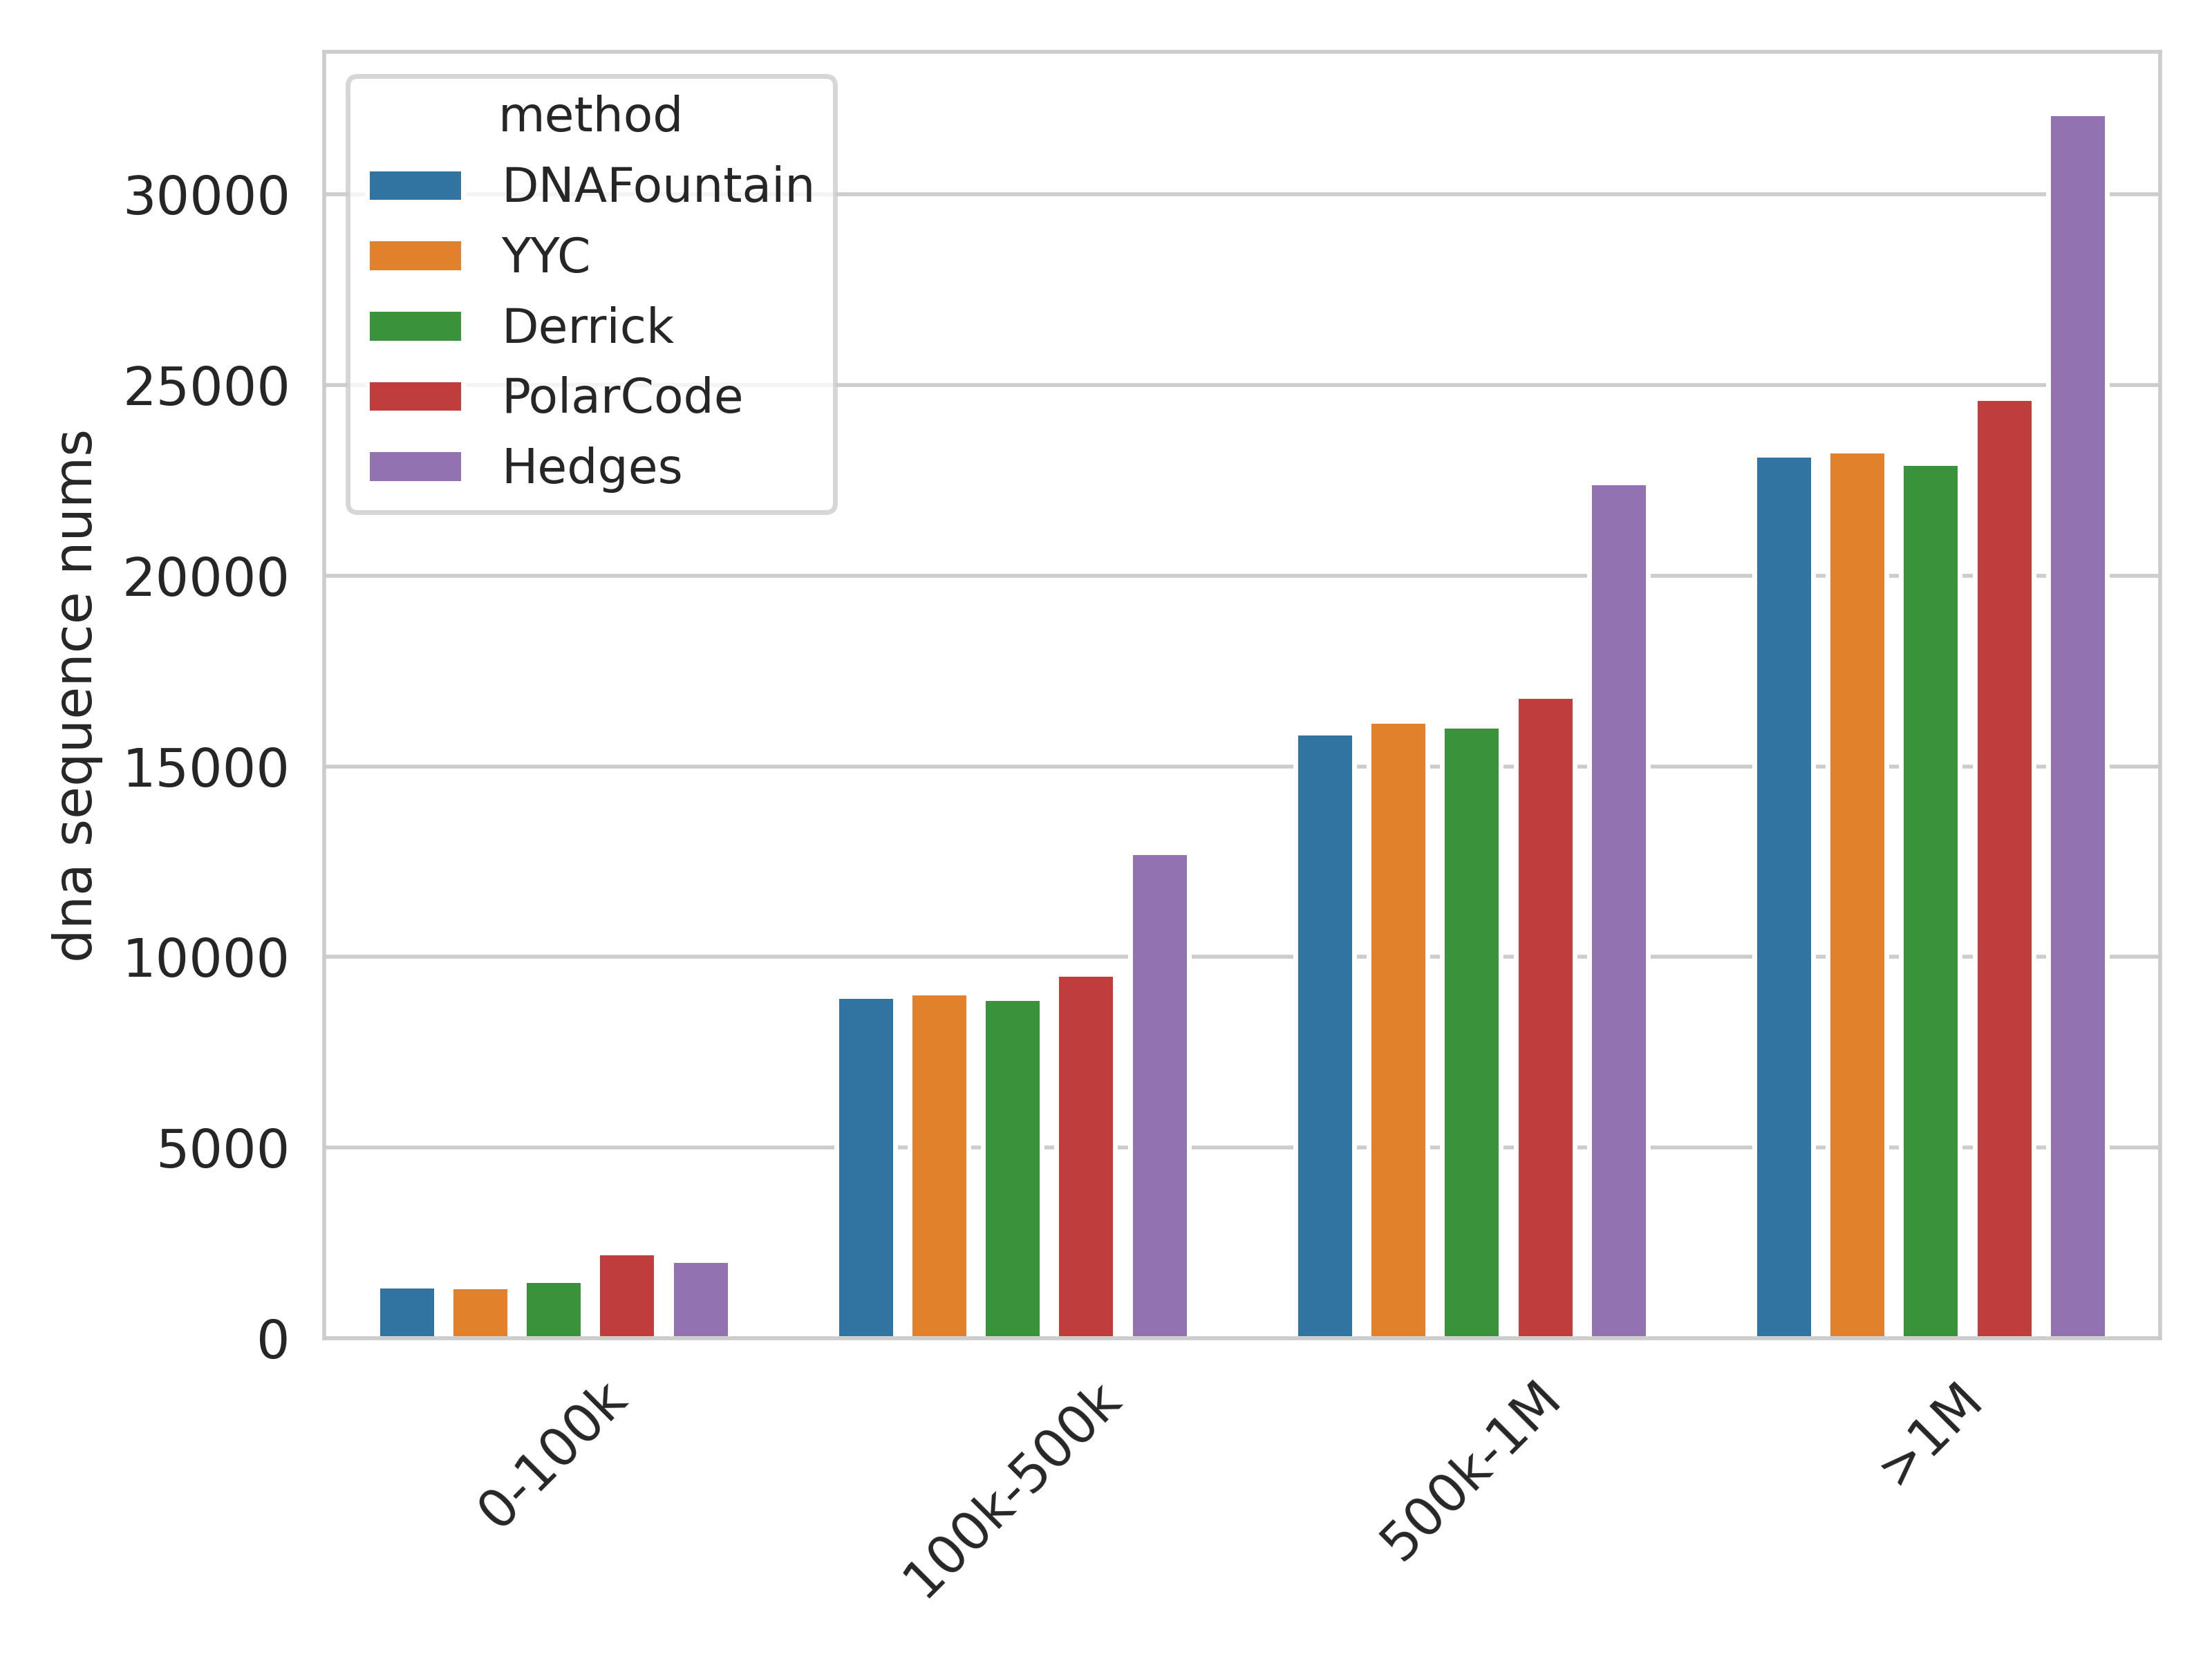 method
DNAFountain
YYC
Derrick
PolarCode
Hedges
30000
25000
20000
15000
10000
5000
0
dna sequence nums
0-100k
100k-500k
500k-1M
>1M